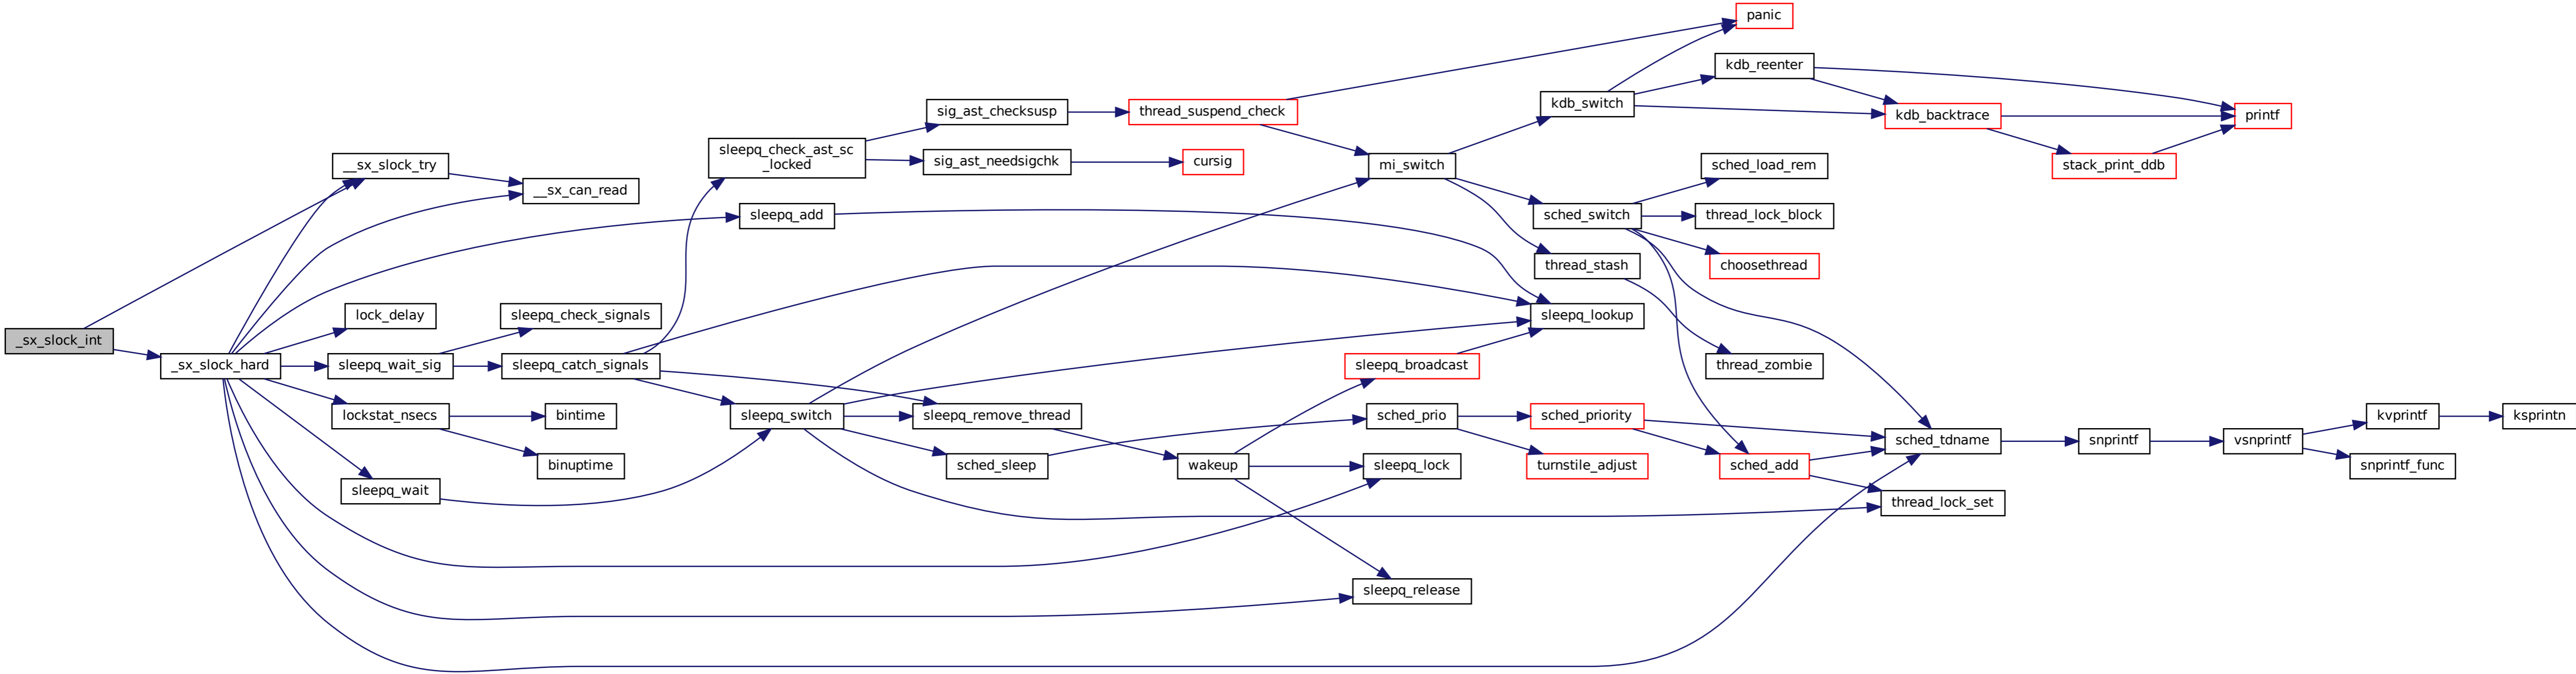 _sx_slock_int
_sx_slock_hard
__sx_slock_try
__sx_can_read
lock_delay
sleepq_wait_sig
lockstat_nsecs
sleepq_wait
sleepq_check_signals
sleepq_catch_signals
bintime
binuptime
sleepq_check_ast_sc
_locked
sleepq_add
sleepq_switch
sig_ast_checksusp
sig_ast_needsigchk
sleepq_remove_thread
sched_sleep
thread_suspend_check
cursig
wakeup
mi_switch
sleepq_broadcast
sched_prio
sleepq_lock
sleepq_release
kdb_switch
sched_switch
thread_stash
sleepq_lookup
sched_priority
turnstile_adjust
panic
kdb_reenter
sched_load_rem
thread_lock_block
choosethread
thread_zombie
sched_add
kdb_backtrace
sched_tdname
thread_lock_set
stack_print_ddb
snprintf
printf
vsnprintf
kvprintf
snprintf_func
ksprintn